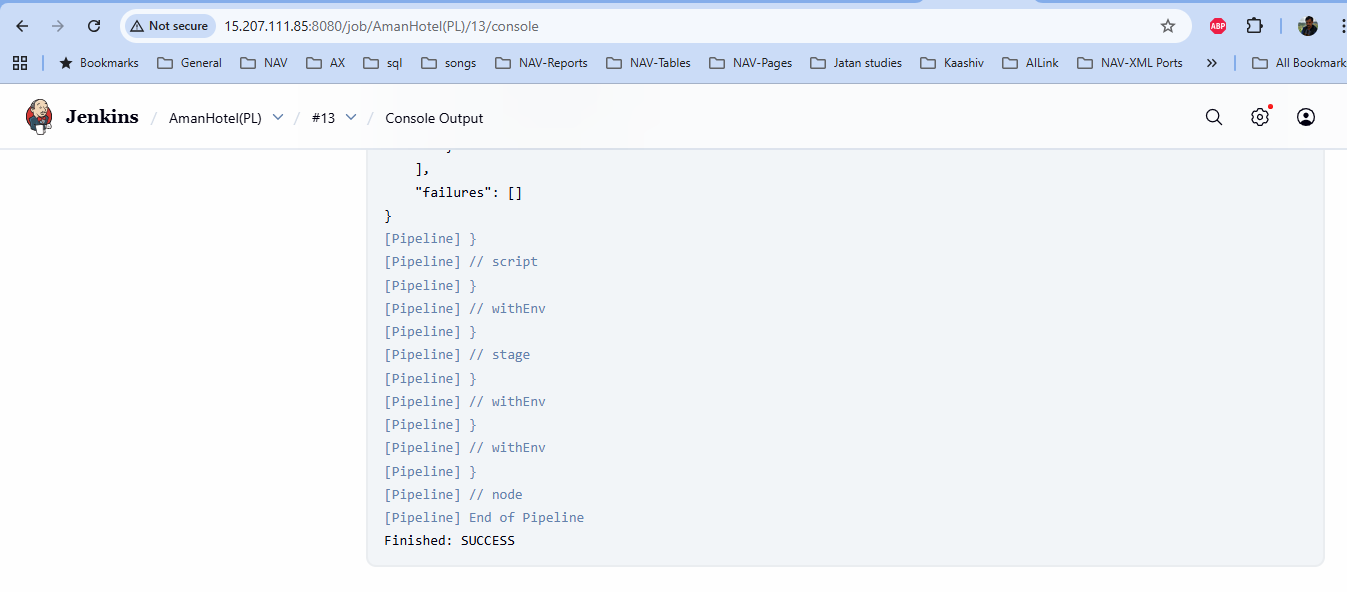 Not secure 15.207.111.85:8080/job/AmanHotel(PL)/13/console ABP
Bookmarks General NAV AX sql songs NAV-Reports NAV-Tables NAV-Pages Jatan studies Kaashiv AILink NAV-XML Ports » All Bookmark
Jenkins / AmanHotel(PL) / #13 / Console Output
],
"failures": []
}
[Pipeline] }
[Pipeline] // script
[Pipeline] }
[Pipeline] // withEnv
[Pipeline] }
[Pipeline] // stage
[Pipeline] }
[Pipeline] // withEnv
[Pipeline] }
[Pipeline] // withEnv
[Pipeline] }
[Pipeline] // node
[Pipeline] End of Pipeline
Finished: SUCCESS